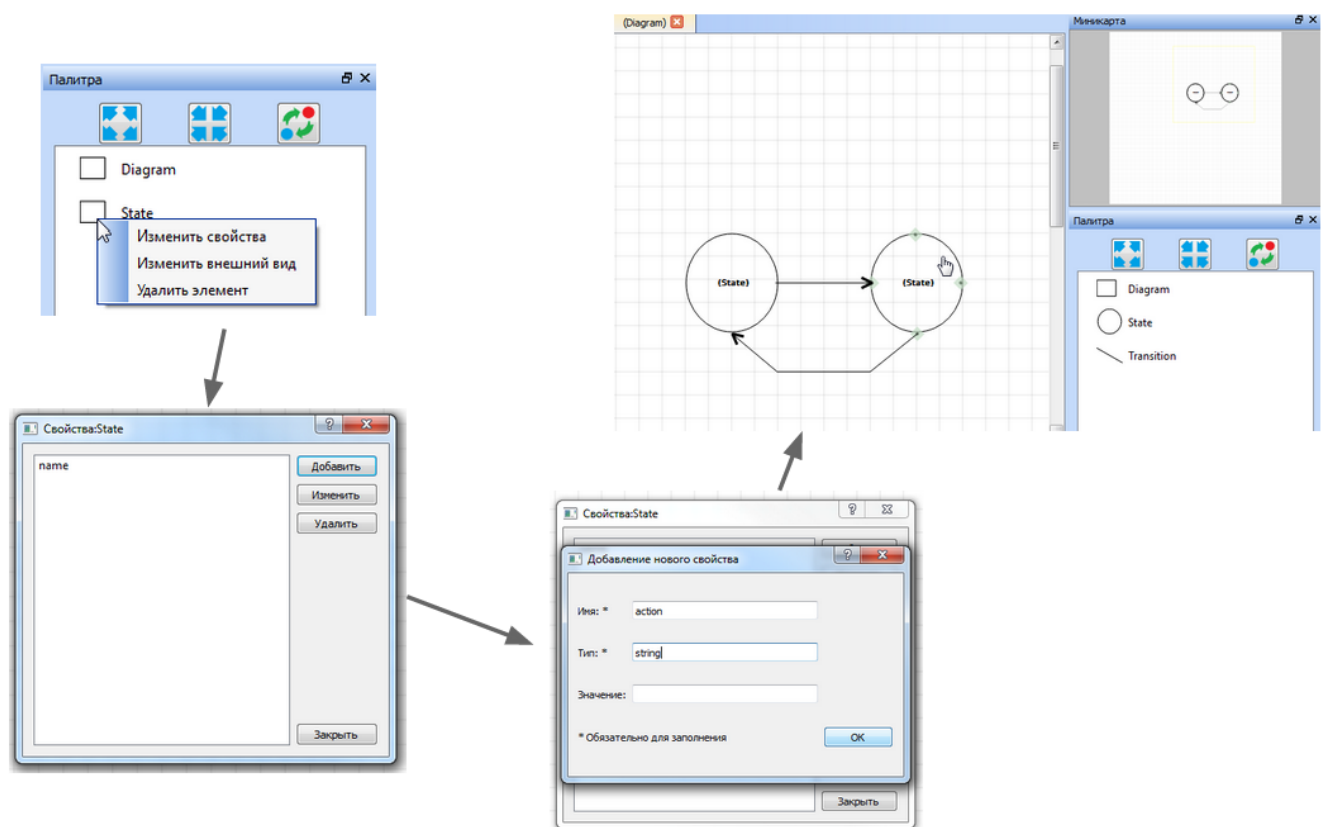 Палитра
Diagram
State
Изменить свойства
Изменить внешний вид
Удалить элемент
Свойства:State
name
Добавить
Изменить
Удалить
Закрыть
Свойства:State
Добавление нового свойства
Имя: * action
Тип: * string
Значение:
* Обязательно для заполнения
OK
Закрыть
(Diagram)
(State)
(State)
Миникарта
Палитра
Diagram
State
Transition